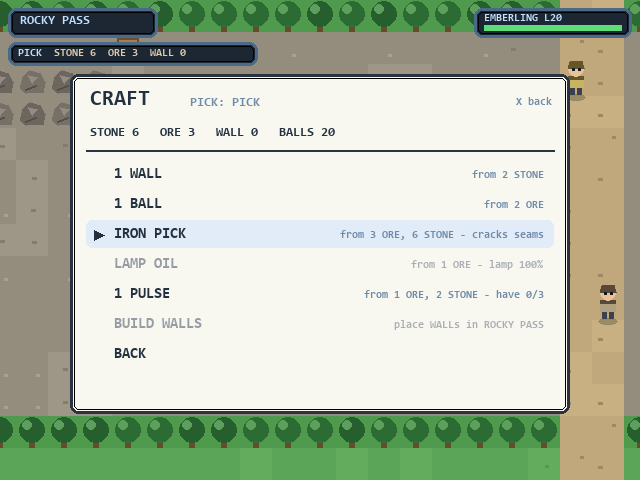 ROCKY PASS
EMBERLING L20
PICK STONE 6 ORE 3 WALL 0
CRAFT PICK: PICK X back
STONE 6 ORE 3 WALL 0 BALLS 20
1 WALL from 2 STONE
1 BALL from 2 ORE
▶ IRON PICK from 3 ORE, 6 STONE - cracks seams
LAMP OIL from 1 ORE - lamp 100%
1 PULSE from 1 ORE, 2 STONE - have 0/3
BUILD WALLS place WALLs in ROCKY PASS
BACK